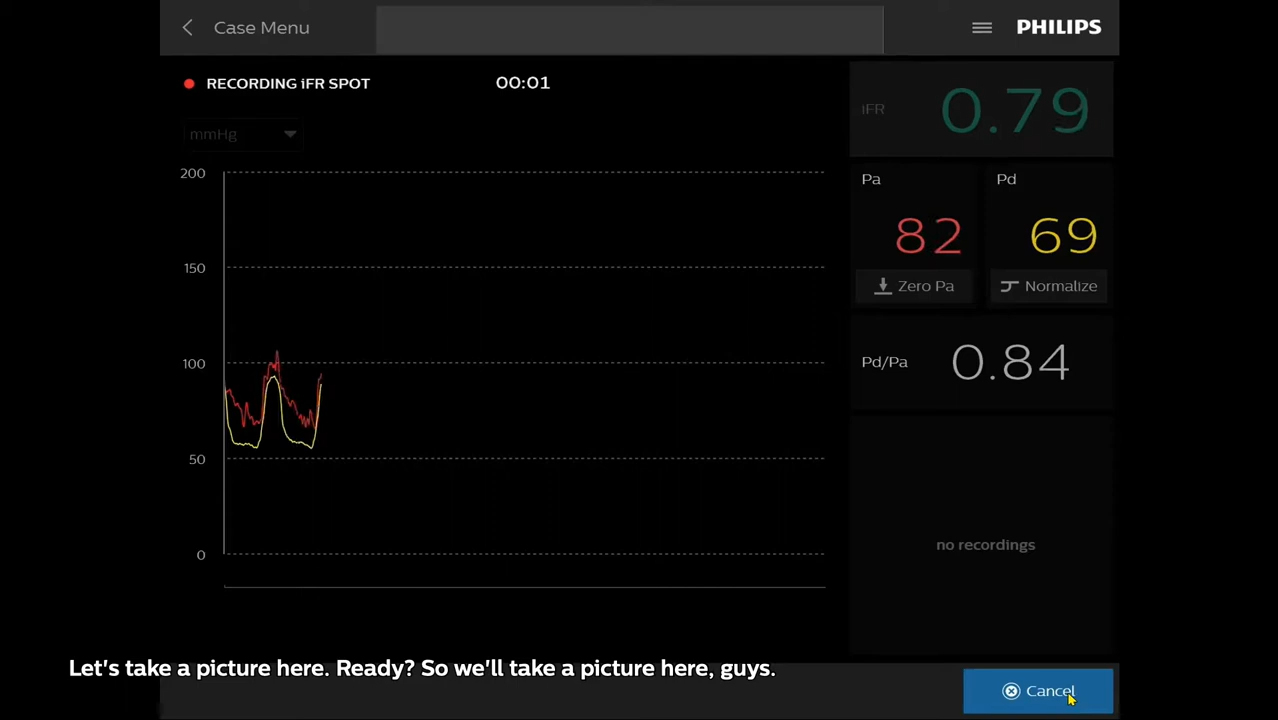 Case Menu
PHILIPS
RECORDING iFR SPOT
00:01
iFR
0.79
mmHg
Pa
82
Zero Pa
Pd
69
Normalize
Pd/Pa
0.84
200
150
100
50
0
no recordings
Let's take a picture here. Ready? So we'll take a picture here, guys.
Cancel